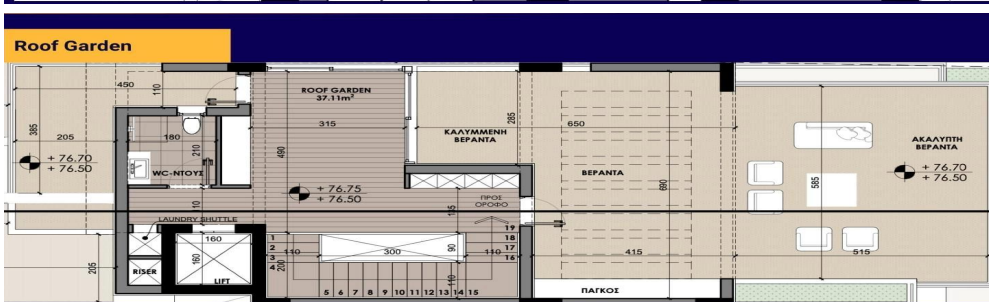 Roof Garden
450
110
ROOF GARDEN
37.11m²
385
205
180
315
285
650
ΚΑΛΥΜΜΕΝΗ
ΒΕΡΑΝΤΑ
ΑΚΑΛΥΠΤΗ
ΒΕΡΑΝΤΑ
210
490
+ 76.70
+ 76.50
WC-ΝΤΟΥΣ
ΒΕΡΑΝΤΑ
690
585
+ 76.70
+ 76.50
+ 76.75
+ 76.50
ΠΡΟΣ
ΟΡΟΦΟ
110
LAUNDRY SHUTTLE
160
1
2
3
4
110
300
90
110
19
18
17
16
415
515
205
RISER
160
LIFT
200
110
5 6 7 8 9 10 11 12 13 14 15
ΠΑΓΚΟΣ